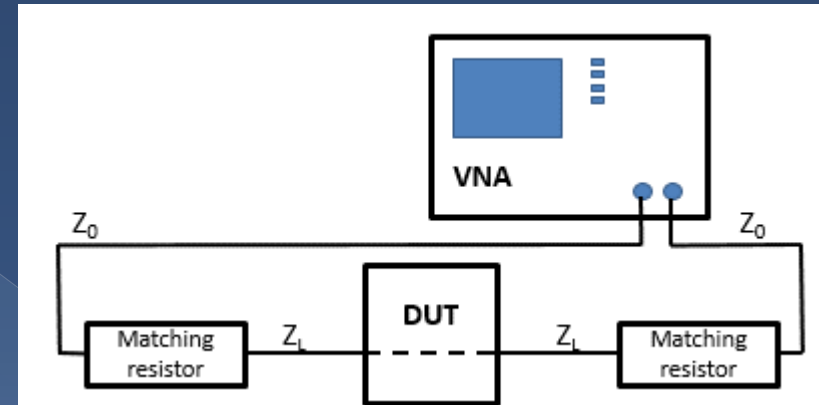 VNA
Z0
Z0
DUT
Matching
resistor
ZL
ZL
Matching
resistor